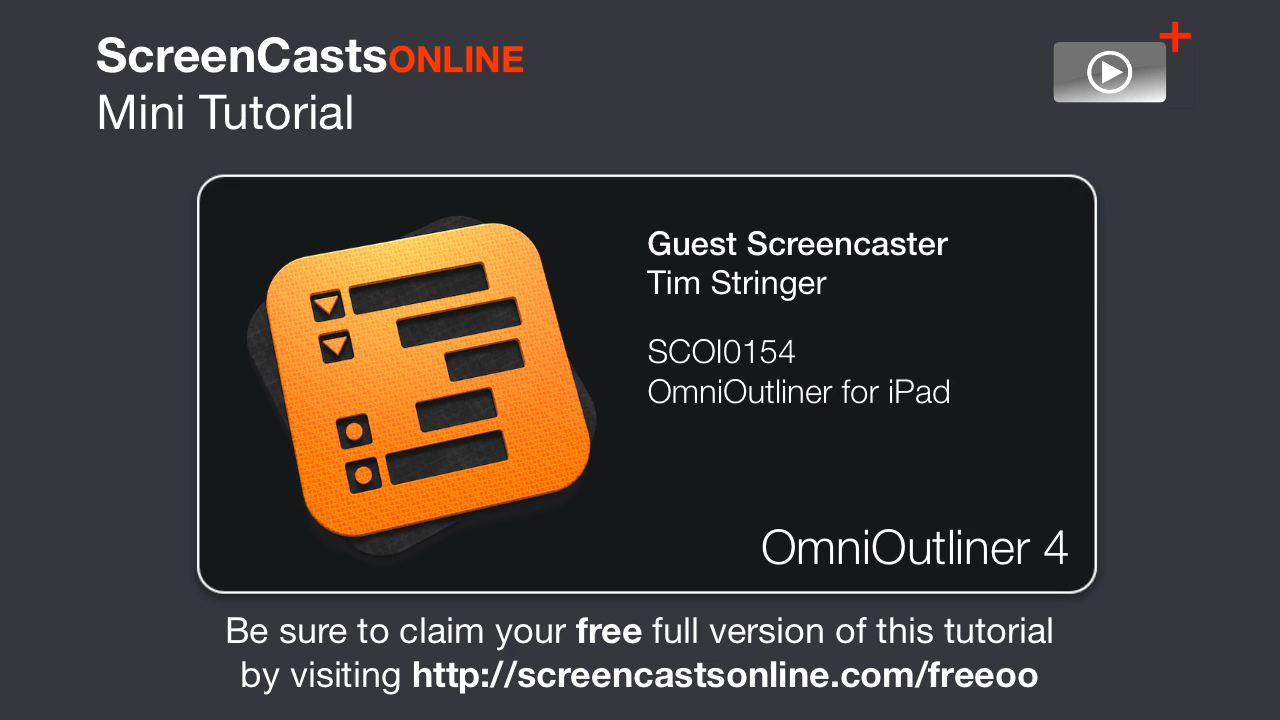 ScreenCastsONLINE
Mini Tutorial
Guest Screencaster
Tim Stringer
SCOI0154
OmniOutliner for iPad
OmniOutliner 4
Be sure to claim your free full version of this tutorial
by visiting http://screencastsonline.com/freeoo